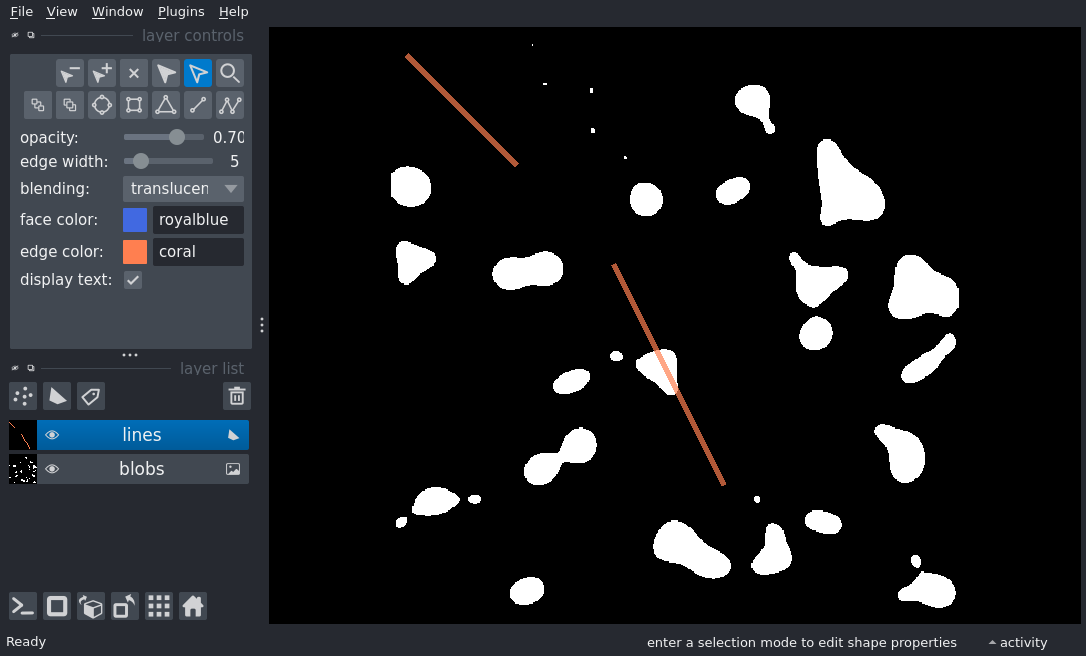 File View Window Plugins Help
layer controls
opacity: 0.70
edge width: 5
blending: translucen
face color: royalblue
edge color: coral
display text:
layer list
lines
blobs
Ready enter a selection mode to edit shape properties activity